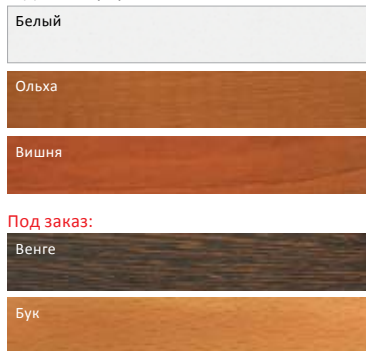 Белый
Ольха
Вишня
Под заказ:
Венге
Бук